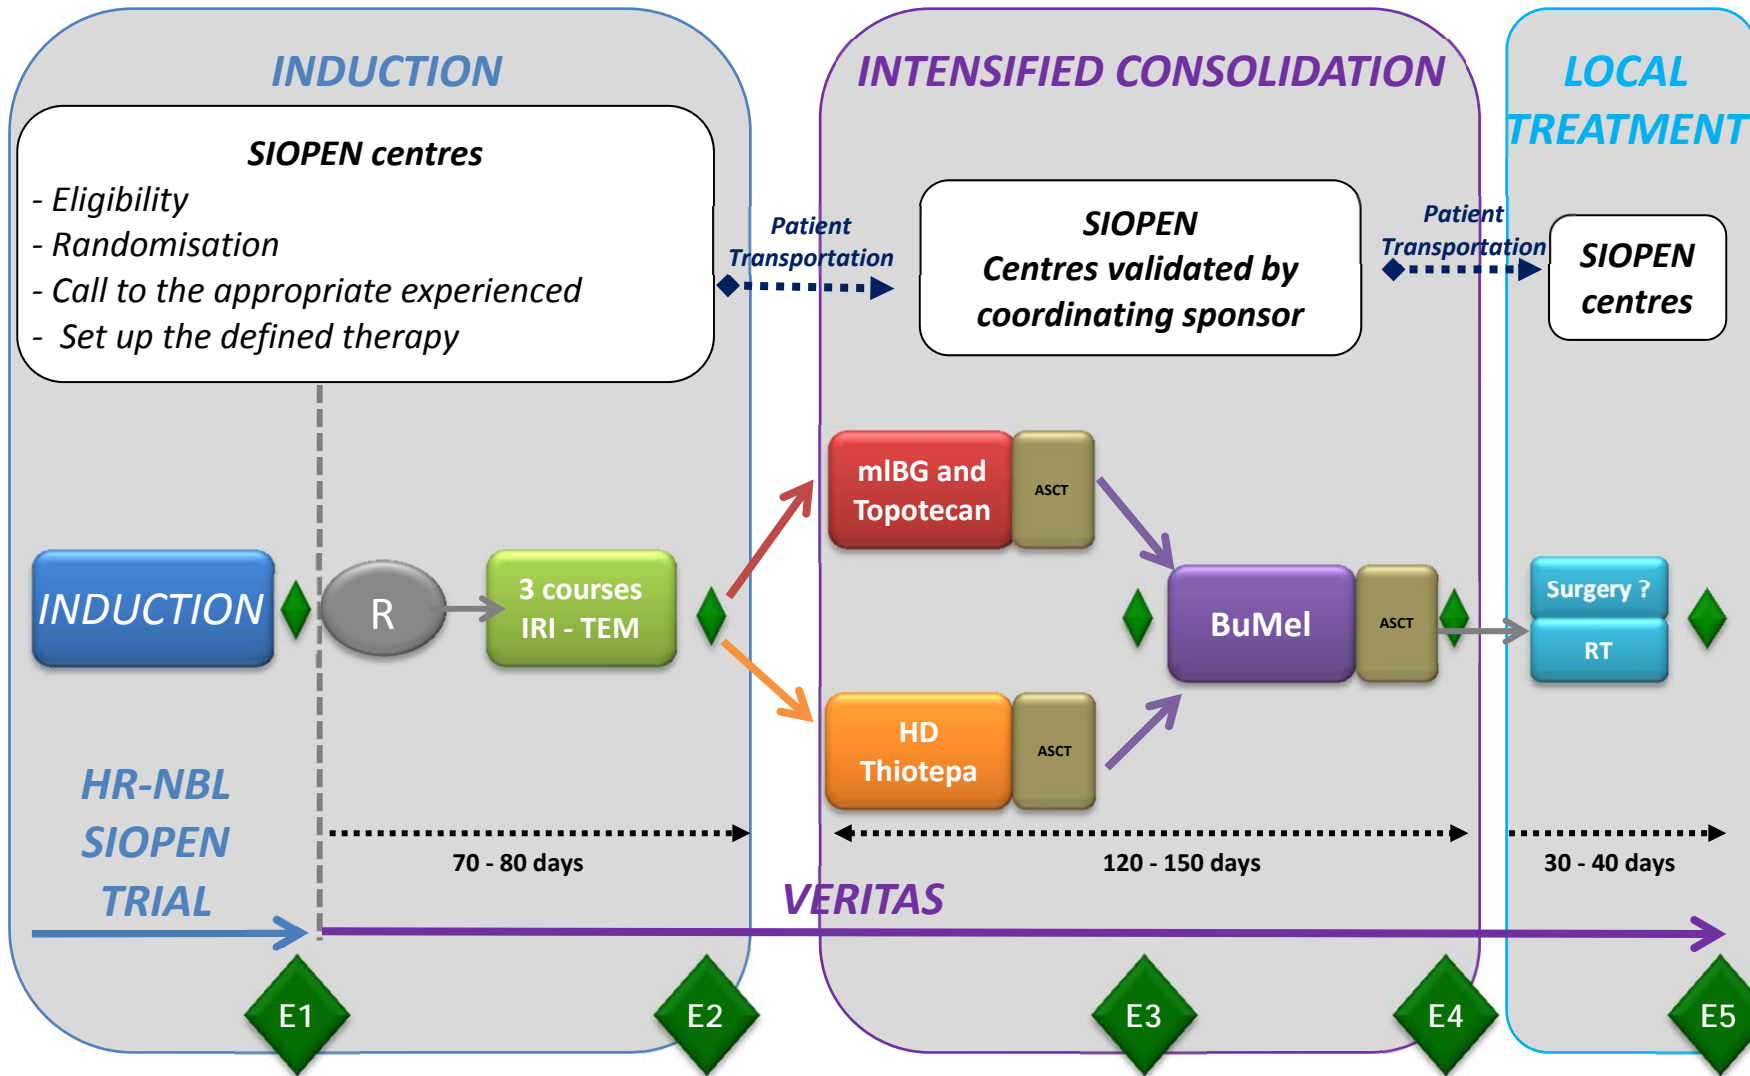 INDUCTION
SIOPEN centres
- Eligibility
- Randomisation
- Call to the appropriate experienced
- Set up the defined therapy
Patient
Transportation
INTENSIFIED CONSOLIDATION
SIOPEN
Centres validated by
coordinating sponsor
Patient
Transportation
LOCAL
TREATMENT
SIOPEN
centres
INDUCTION
R
3 courses
IRI - TEM
mIBG and
Topotecan
ASCT
HD
Thiotepa
ASCT
BuMel
ASCT
Surgery ?
RT
HR-NBL
SIOPEN
TRIAL
70 - 80 days
120 - 150 days
30 - 40 days
VERITAS
E1
E2
E3
E4
E5